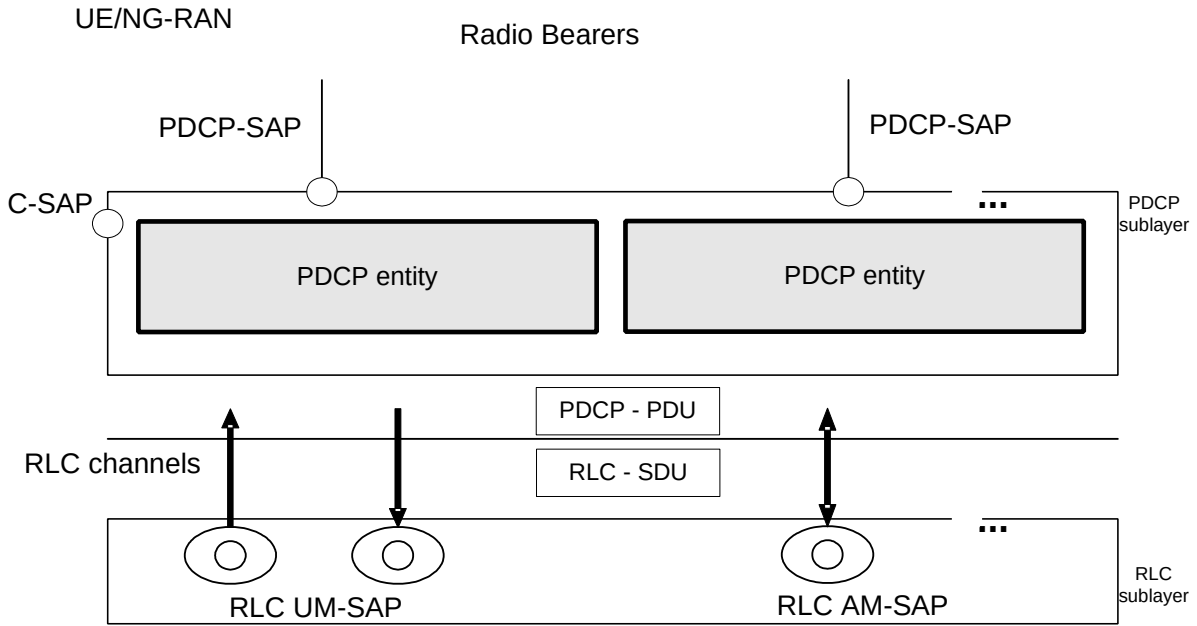 UE/NG-RAN
Radio Bearers
PDCP-SAP
PDCP-SAP
C-SAP
...
PDCP
sublayer
PDCP entity
PDCP entity
PDCP - PDU
RLC channels
RLC - SDU
...
RLC
sublayer
RLC UM-SAP
RLC AM-SAP